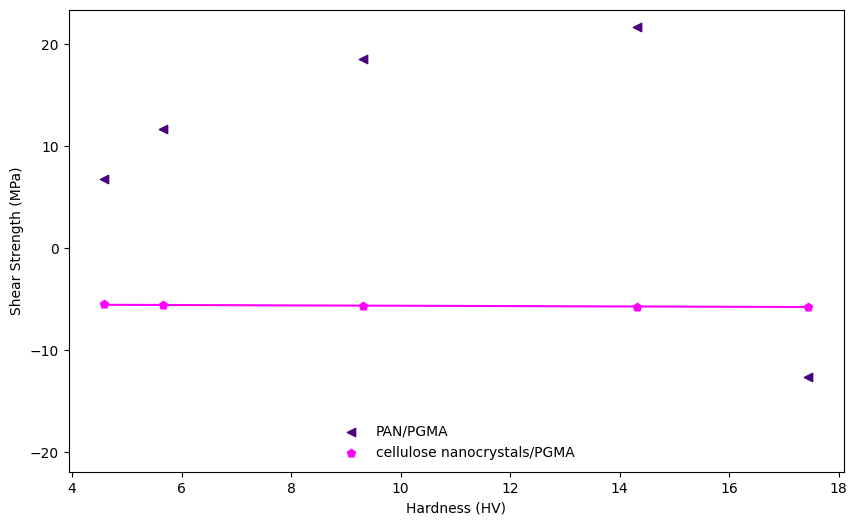 20
10
0
−10
−20
Shear Strength (MPa)
PAN/PGMA
cellulose nanocrystals/PGMA
4 6 8 10 12 14 16 18
Hardness (HV)